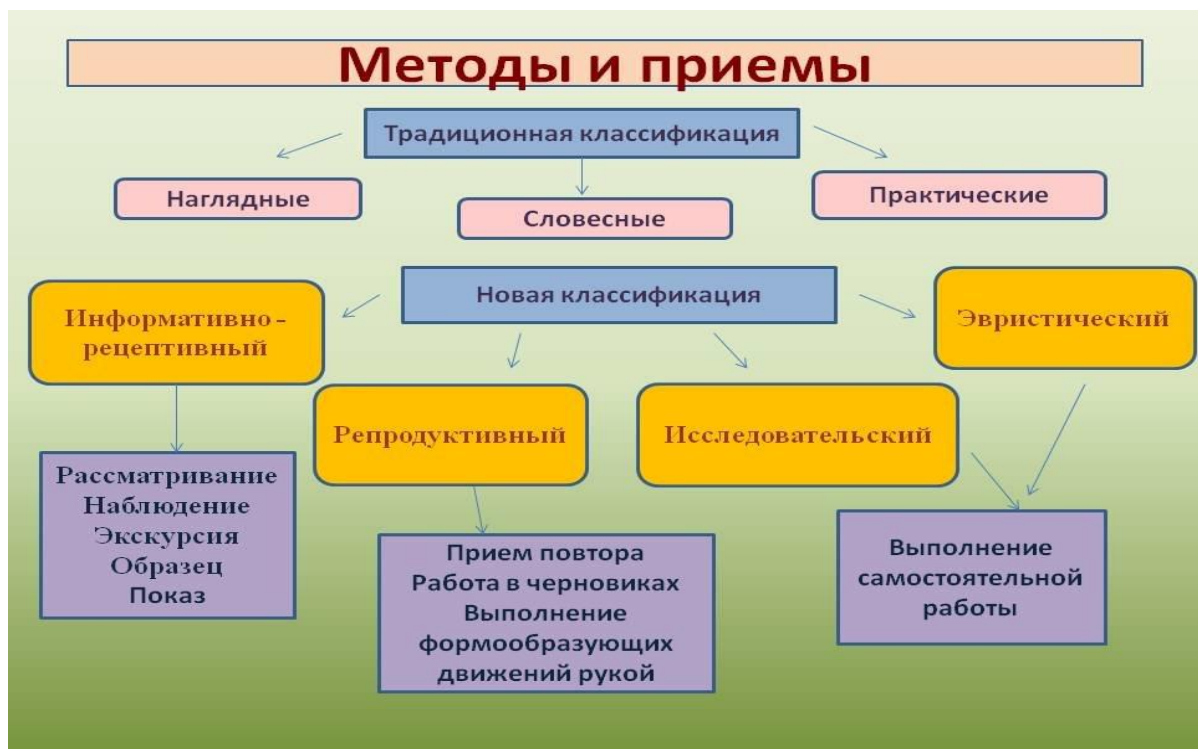 Методы и приемы
Традиционная классификация
Наглядные
Словесные
Практические
Новая классификация
Информативно -
рецептивный
Эвристический
Репродуктивный
Исследовательский
Рассматривание
Наблюдение
Экскурсия
Образец
Показ
Прием повтора
Работа в черновиках
Выполнение
формообразующих
движений рукой
Выполнение
самостоятельной
работы